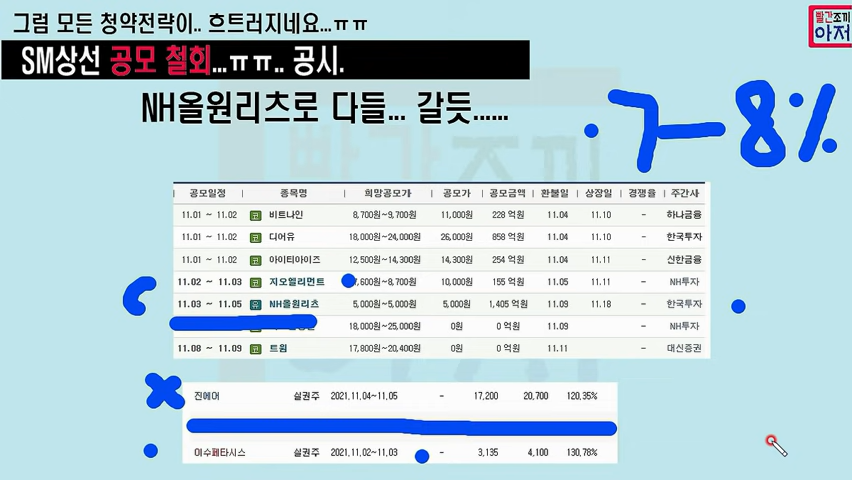 그럼 모든 청약전략이.. 흐트러지네요...ㅠㅠ
빨간조끼
아저
SM상선 공모 철회...ㅠㅠ.. 공시.
NH올원리츠로 다들... 갈듯......
7-8%
공모일정 종목명 희망공모가 공모가 공모금액 환불일 상장일 경쟁률 주간사
11.01 ~ 11.02 코 비트나인 8,700원~9,700원 11,000원 228 억원 11.04 11.10 - 하나금융
11.01 ~ 11.02 코 디어유 18,000원~24,000원 26,000원 858 억원 11.04 11.10 - 한국투자
11.01 ~ 11.02 코 아이티아이즈 12,500원~14,300원 14,300원 254 억원 11.04 11.11 - 신한금융
11.02 ~ 11.03 코 지오엘리먼트 7,600원~8,700원 10,000원 155 억원 11.05 11.11 - NH투자
11.03 ~ 11.05 유 NH올원리츠 5,000원~5,000원 5,000원 1,405 억원 11.09 11.18 - 한국투자
18,000원~25,000원 0원 0 억원 11.09 - NH투자
11.08 ~ 11.09 코 트윔 17,800원~20,400원 0원 0 억원 11.11 - 대신증권
진에어 실권주 2021.11.04~11.05 - 17,200 20,700 120.35%
이수페타시스 실권주 2021.11.02~11.03 - 3,135 4,100 130.78%